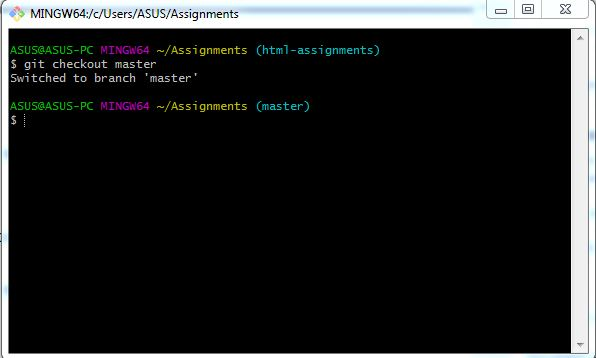 MINGW64:/c/Users/ASUS/Assignments
ASUS@ASUS-PC MINGW64 ~/Assignments (html-assignments)
$ git checkout master
Switched to branch 'master'
ASUS@ASUS-PC MINGW64 ~/Assignments (master)
$